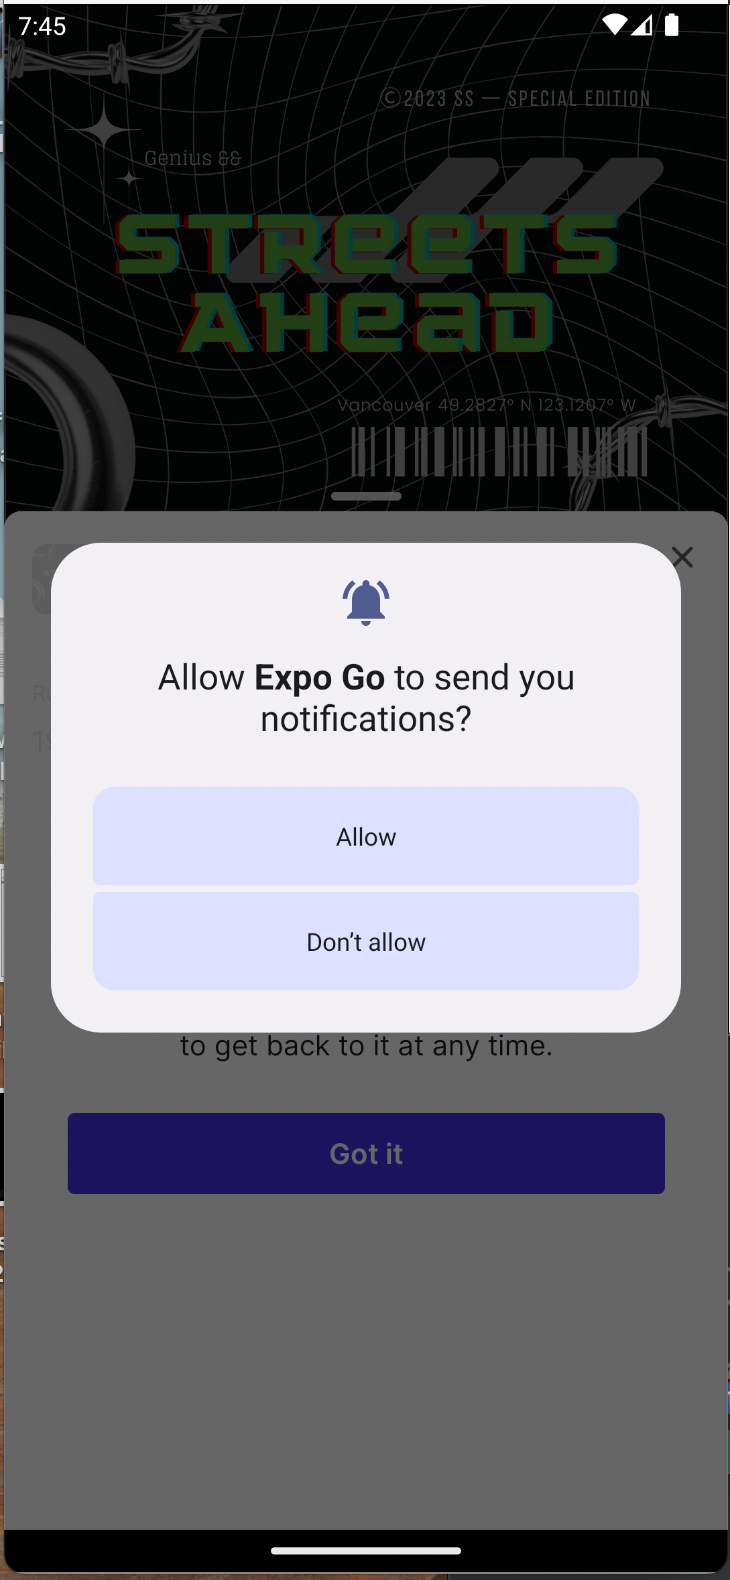 7:45
©2023 SS — SPECIAL EDITION
Genius &&
STREETS
AHEAD
Vancouver 49.2827° N 123.1207° W
Allow Expo Go to send you
notifications?
Allow
Don't allow
to get back to it at any time.
Got it